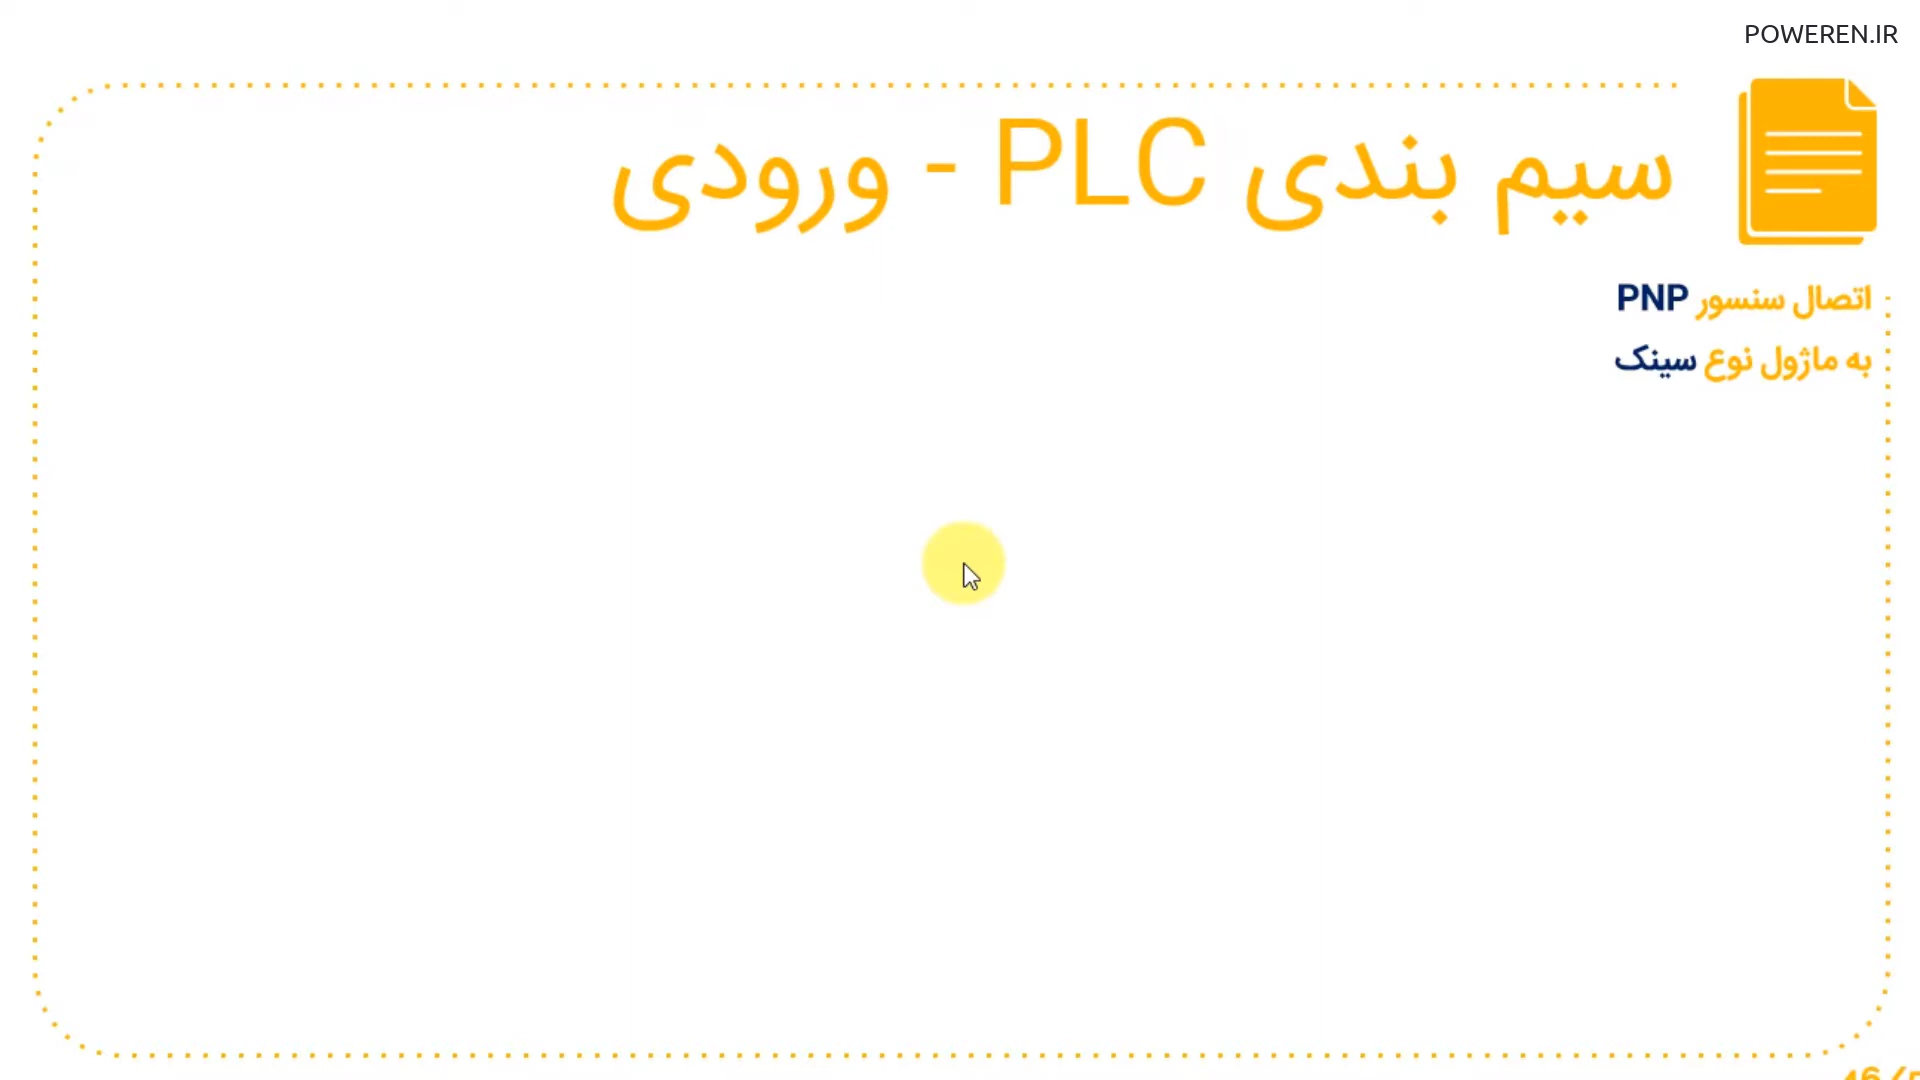 POWEREN.IR
سیم بندی PLC - ورودی
اتصال سنسور PNP
به ماژول نوع سینک